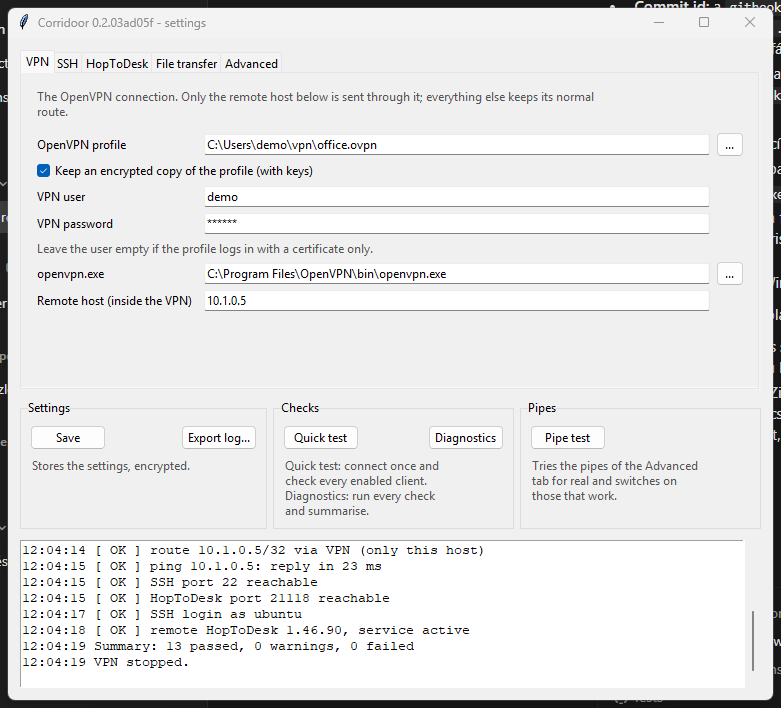 Commit id: a githook
Corridoor 0.2.03ad05f - settings
VPN SSH HopToDesk File transfer Advanced
The OpenVPN connection. Only the remote host below is sent through it; everything else keeps its normal
route.
OpenVPN profile C:\Users\demo\vpn\office.ovpn ...
Keep an encrypted copy of the profile (with keys)
VPN user demo
VPN password ******
Leave the user empty if the profile logs in with a certificate only.
openvpn.exe C:\Program Files\OpenVPN\bin\openvpn.exe ...
Remote host (inside the VPN) 10.1.0.5
Settings
Save Export log...
Stores the settings, encrypted.
Checks
Quick test Diagnostics
Quick test: connect once and
check every enabled client.
Diagnostics: run every check
and summarise.
Pipes
Pipe test
Tries the pipes of the Advanced
tab for real and switches on
those that work.
12:04:14 [ OK ] route 10.1.0.5/32 via VPN (only this host)
12:04:15 [ OK ] ping 10.1.0.5: reply in 23 ms
12:04:15 [ OK ] SSH port 22 reachable
12:04:15 [ OK ] HopToDesk port 21118 reachable
12:04:17 [ OK ] SSH login as ubuntu
12:04:18 [ OK ] remote HopToDesk 1.46.90, service active
12:04:19 Summary: 13 passed, 0 warnings, 0 failed
12:04:19 VPN stopped.